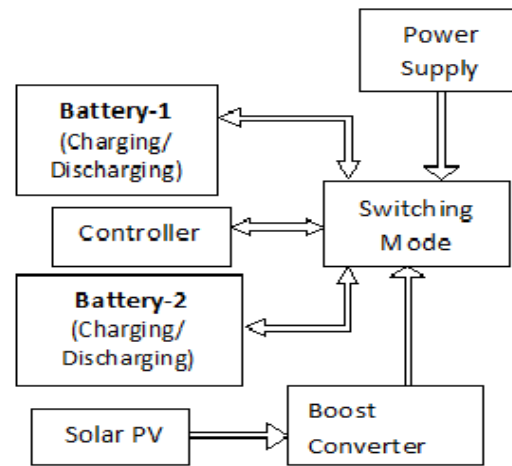 Power
Supply
Battery-1
(Charging/
Discharging)
Switching
Mode
Controller
Battery-2
(Charging/
Discharging)
Solar PV
Boost
Converter